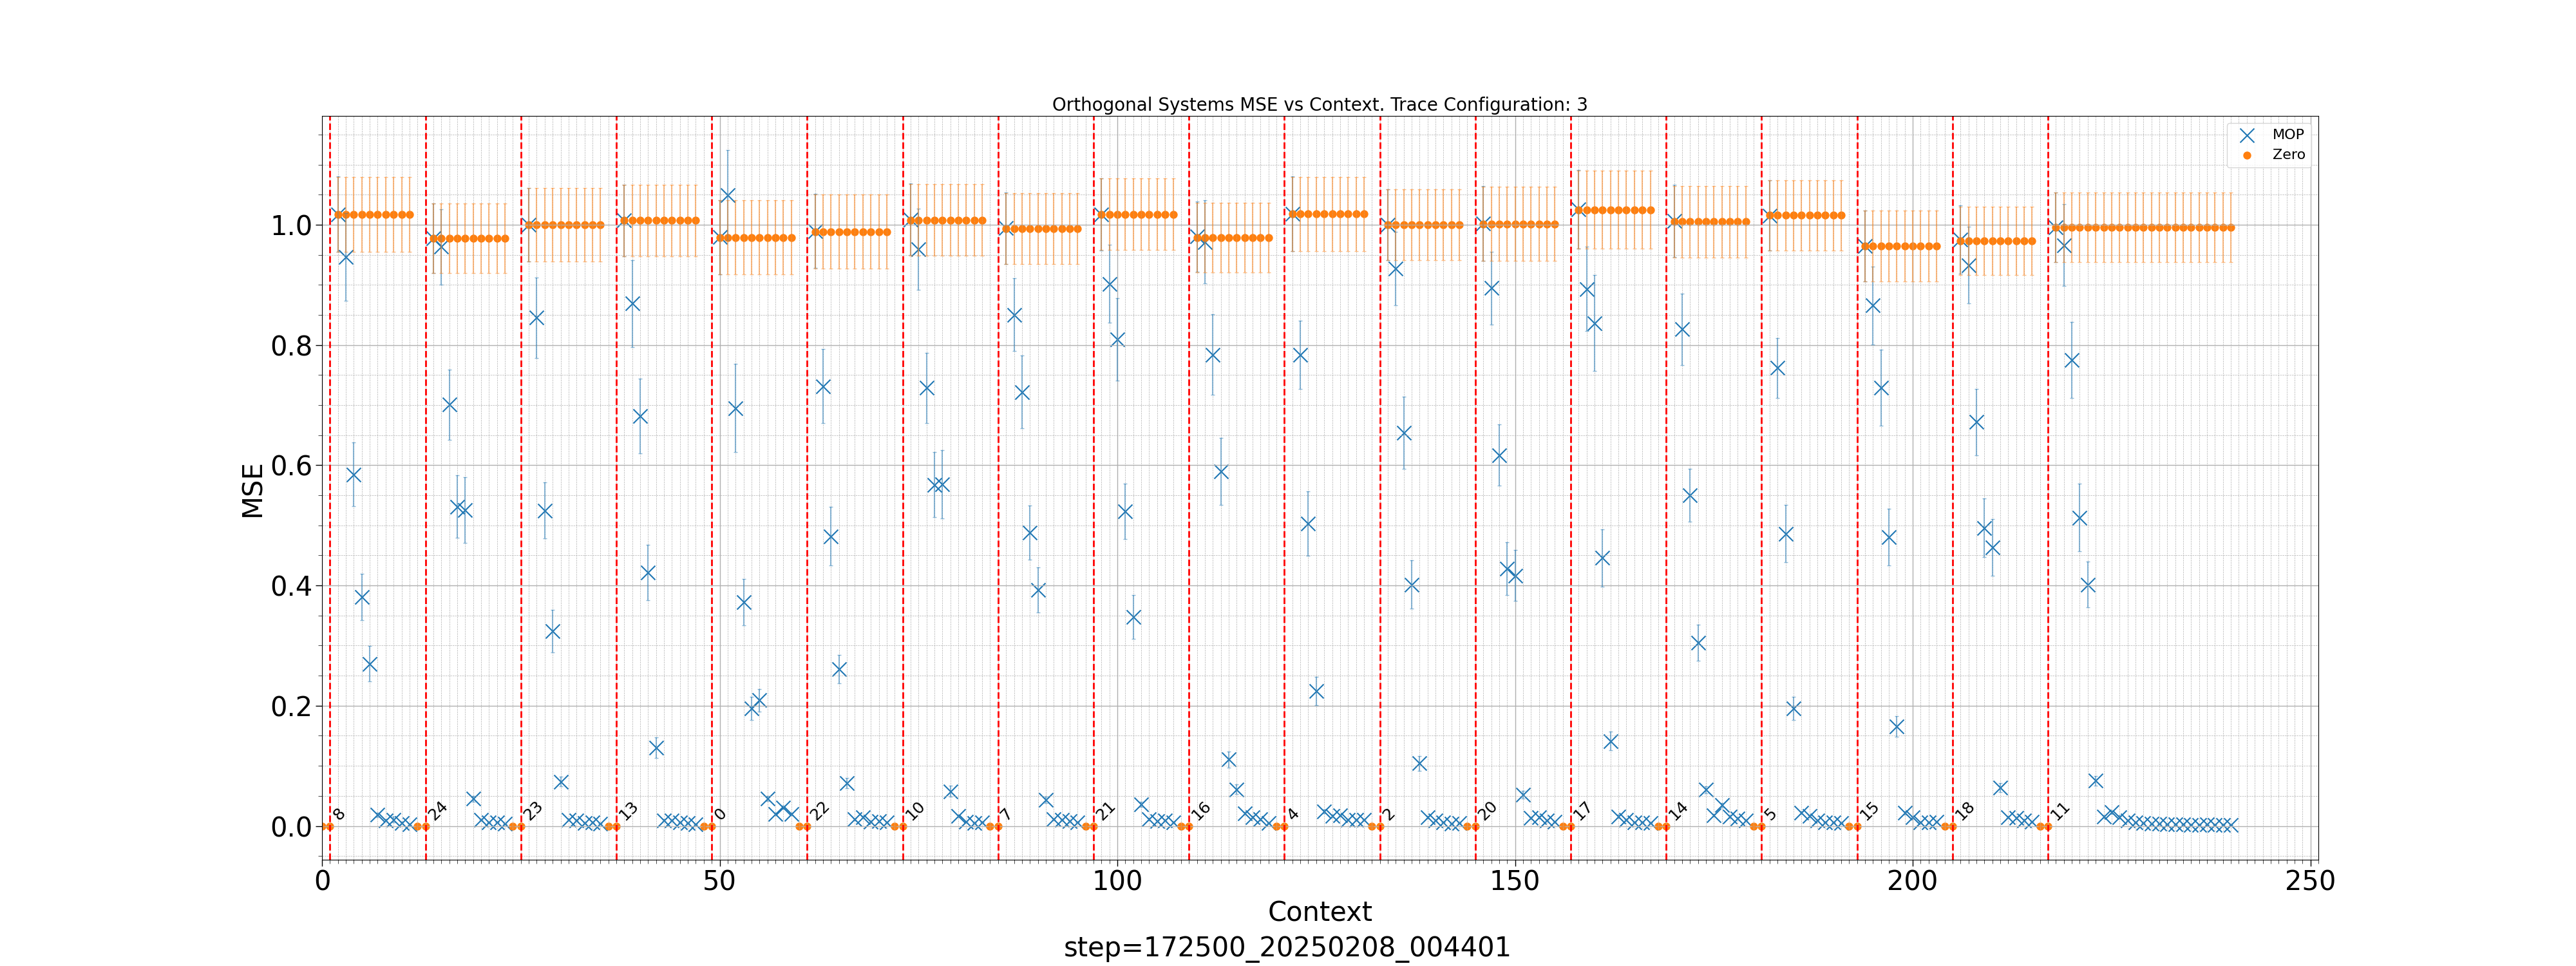 Orthogonal Systems MSE vs Context. Trace Configuration: 3
MOP
Zero
MSE
1.0
0.8
0.6
0.4
0.2
0.0
8 24 23 13 0 22 10 7 21 16 4 2 20 17 14 5 15 18 11
0 50 100 150 200 250
Context
step=172500_20250208_004401